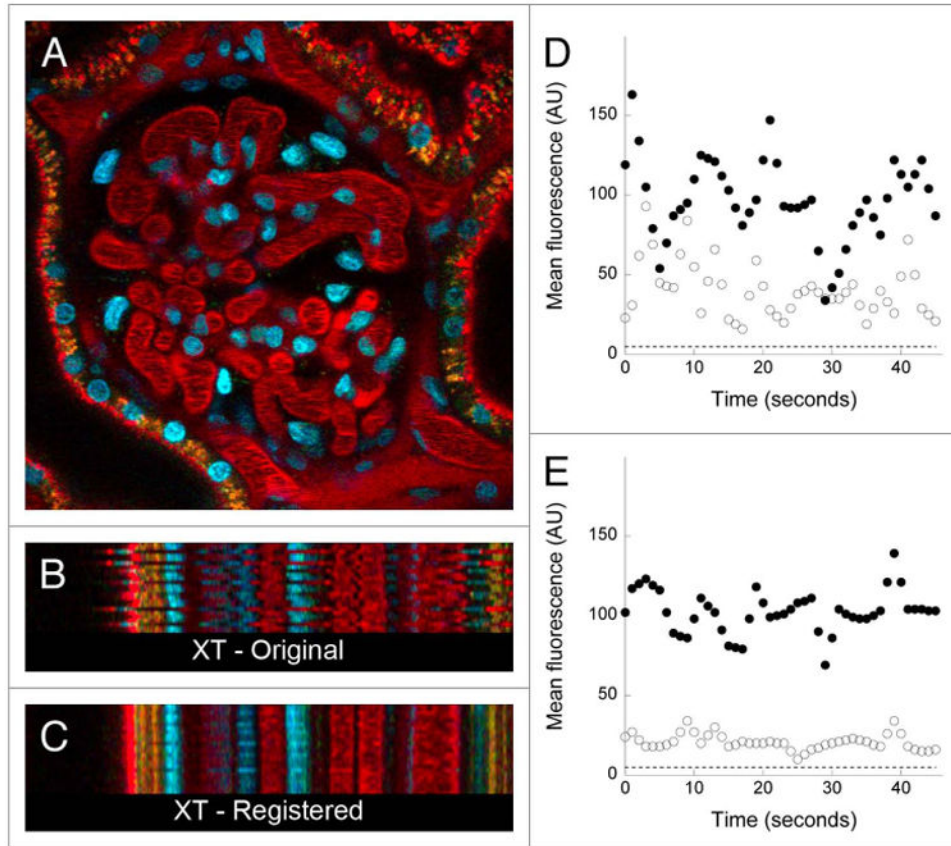 A
B
XT - Original
C
XT - Registered
D
Mean fluorescence (AU)
150
100
50
0
0 10 20 30 40
Time (seconds)
E
Mean fluorescence (AU)
150
100
50
0
0 10 20 30 40
Time (seconds)